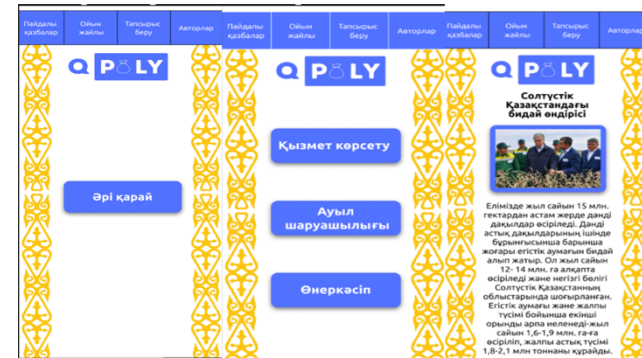 Пайдалы қазбалар
Ойын жайлы
Тапсырыс беру
Авторлар
Q POLY
Әрі қарай
Пайдалы қазбалар
Ойын жайлы
Тапсырыс беру
Авторлар
Q POLY
Қызмет көрсету
Ауыл
шаруашылығы
Өнеркәсіп
Пайдалы қазбалар
Ойын жайлы
Тапсырыс беру
Авторлар
Q POLY
Солтүстік
Қазақстандағы
бидай өндірісі
Елімізде жыл сайын 15 млн.
гектардан астам жерде дәнді
дақылдар өсіріледі. Дәнді
астық дақылдарының ішінде
бұрынғысынша барынша
жоғары егістік аумағын бидай
алып жатыр. Ол жыл сайын
12- 14 млн. га алқапта
өсіріледі және негізгі бөлігі
Солтүстік Қазақстанның
облыстарында шоғырланған.
Егістік аумағы және жалпы
түсімі бойынша екінші
орынды арпа иеленеді-жыл
сайын 1,6-1,9 млн. га-ға
өсіріліп, жалпы астық түсімі
1,8-2,1 млн тоннаны құрайды.